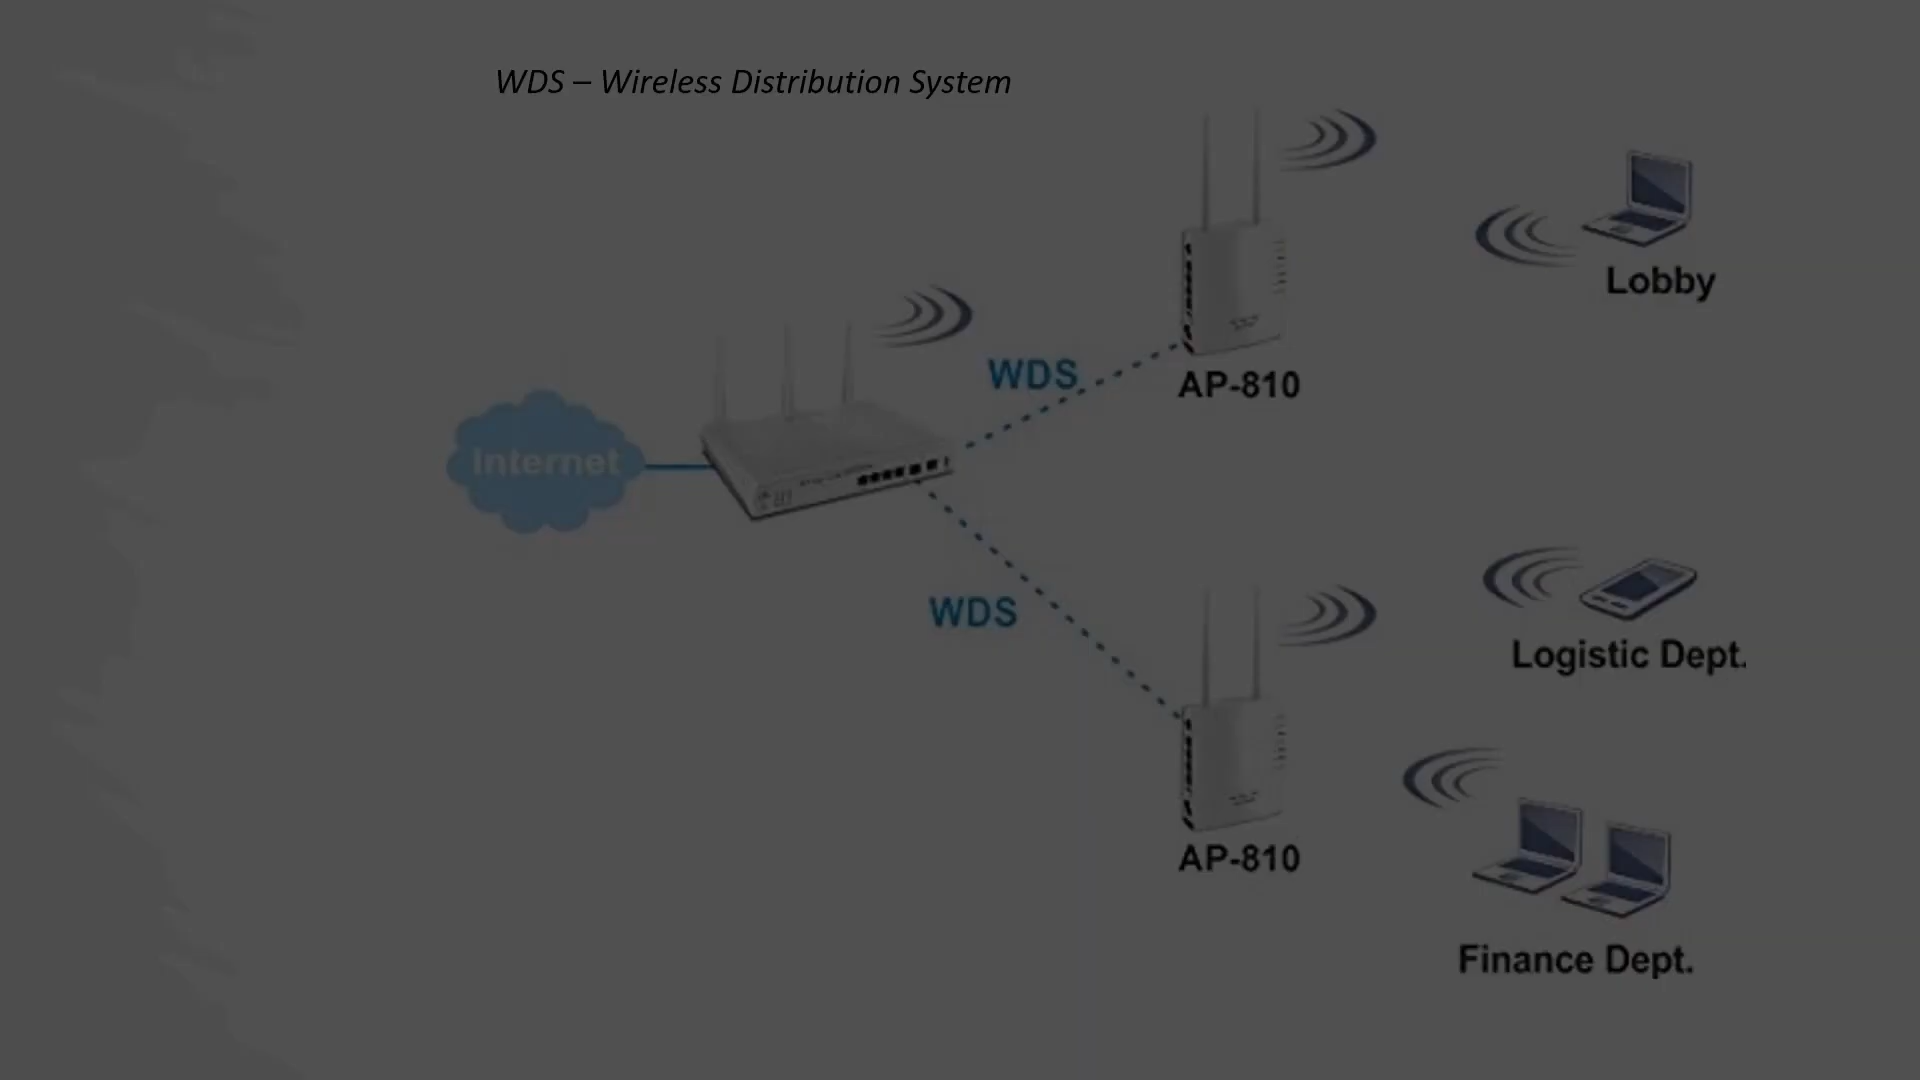 WDS – Wireless Distribution System
Lobby
WDS
AP-810
Internet
WDS
Logistic Dept.
AP-810
Finance Dept.